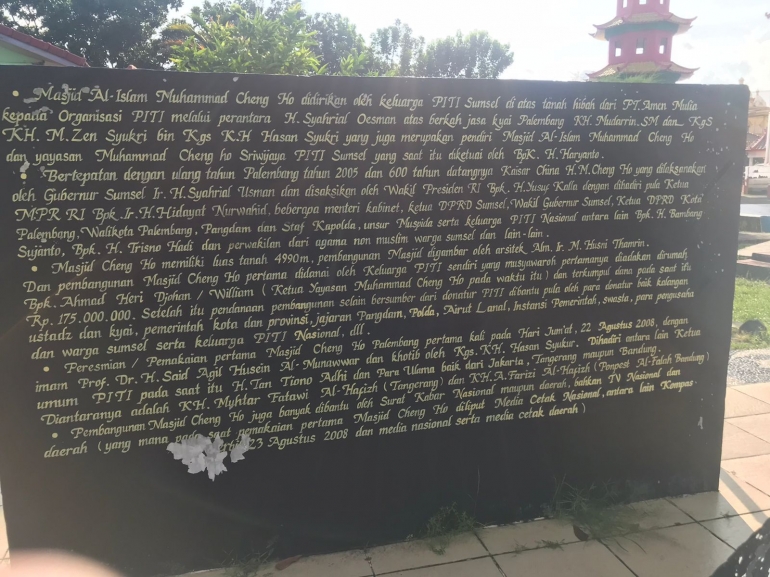 • Masjid Al-Islam Muhammad Cheng Ho didirikan oleh keluarga PITI Sumsel di atas tanah hibah dari PT. Amen Mulia
kepada Organisasi PITI melalui perantara H. Syahrial Oesman atas berkah jasa kyai Palembang KH. Mudarrin. SM dan KgS
KH. M. Zen Syukri bin Kgs K.H Hasan Syukri yang juga merupakan pendiri Masjid Al-Islam Muhammad Cheng Ho
dan yayasan Muhammad Cheng ho Sriwijaya PITI Sumsel yang saat itu diketuai oleh Bpk. H. Haryanto.
Bertepatan dengan ulang tahun Palembang tahun 2005 dan 600 tahun datangnya Kaisar China H.M. Cheng Ho yang dilaksanakan
oleh Gubernur Sumsel Ir. H. Syahrial Usman dan disaksikan oleh Wakil Presiden RI Bpk. H. Yusuf Kalla dengan dihadiri pula Ketua
MPR RI Bpk. Ir. H. Hidayat Nurwahid, beberapa menteri kabinet, ketua DPRD Sumsel, Wakil Gubernur Sumsel, Ketua DPRD Kota
Palembang, Walikota Palembang, Pangdam dan Staf Kapolda, unsur Muspida serta keluarga PITI Nasional antara lain Bpk. H. Bambang
Sujanto, Bpk. H. Trisno Hadi dan perwakilan dari agama non muslim warga sumsel dan lain-lain.
• Masjid Cheng Ho memiliki luas tanah 4990m, pembangunan Masjid digambar oleh arsitek Alm. Ir. M. Husni Thamrin.
Dan pembangunan Masjid Cheng Ho pertama didanai oleh Keluarga PITI sendiri yang musyawaroh pertamanya diadakan dirumah
Bpk. Ahmad Heri Djohan / William ( Ketua Yayasan Muhammad Cheng Ho pada waktu itu ) dan terkumpul dana pada saat itu
Rp. 175.000.000. Setelah itu pendanaan pembangunan selain bersumber dari donatur PITI dibantu pula oleh para donatur baik kalangan
ustadz dan kyai, pemerintah kota dan provinsi, jajaran Pangdam, Polda, Airut Lanal, Instansi Pemerintah, swasta, para pengusaha
dan warga sumsel serta keluarga PITI Nasional, dll.
• Peresmian / Pemakaian pertama Masjid Cheng Ho Palembang pertama kali pada Hari Jum'at, 22 Agustus 2008, dengan
imam Prof. Dr. H. Said Agil Husein Al-Munawwar dan khotib oleh Kgs. KH. Hasan Syukur. Dihadiri antara lain Ketua
umum PITI pada saat itu H. Tan Tiono Adhi dan Para Ulama baik dari Jakarta, Tangerang maupun Bandung.
Diantaranya adalah KH. Myhtar Fatawi Al-Hafizh (Tangerang) dan KH. A. Farizi Al-Hafizh (Ponpest Al-Falah Bandung)
• Pembangunan Masjid Cheng Ho juga banyak dibantu oleh Surat Kabar Nasional maupun daerah, bahkan TV Nasional dan
daerah ( yang mana pada saat pemakaian pertama Masjid Cheng Ho diliput Media Cetak Nasional, antara lain Kompas
23 Agustus 2008 dan media nasional serta media cetak daerah )